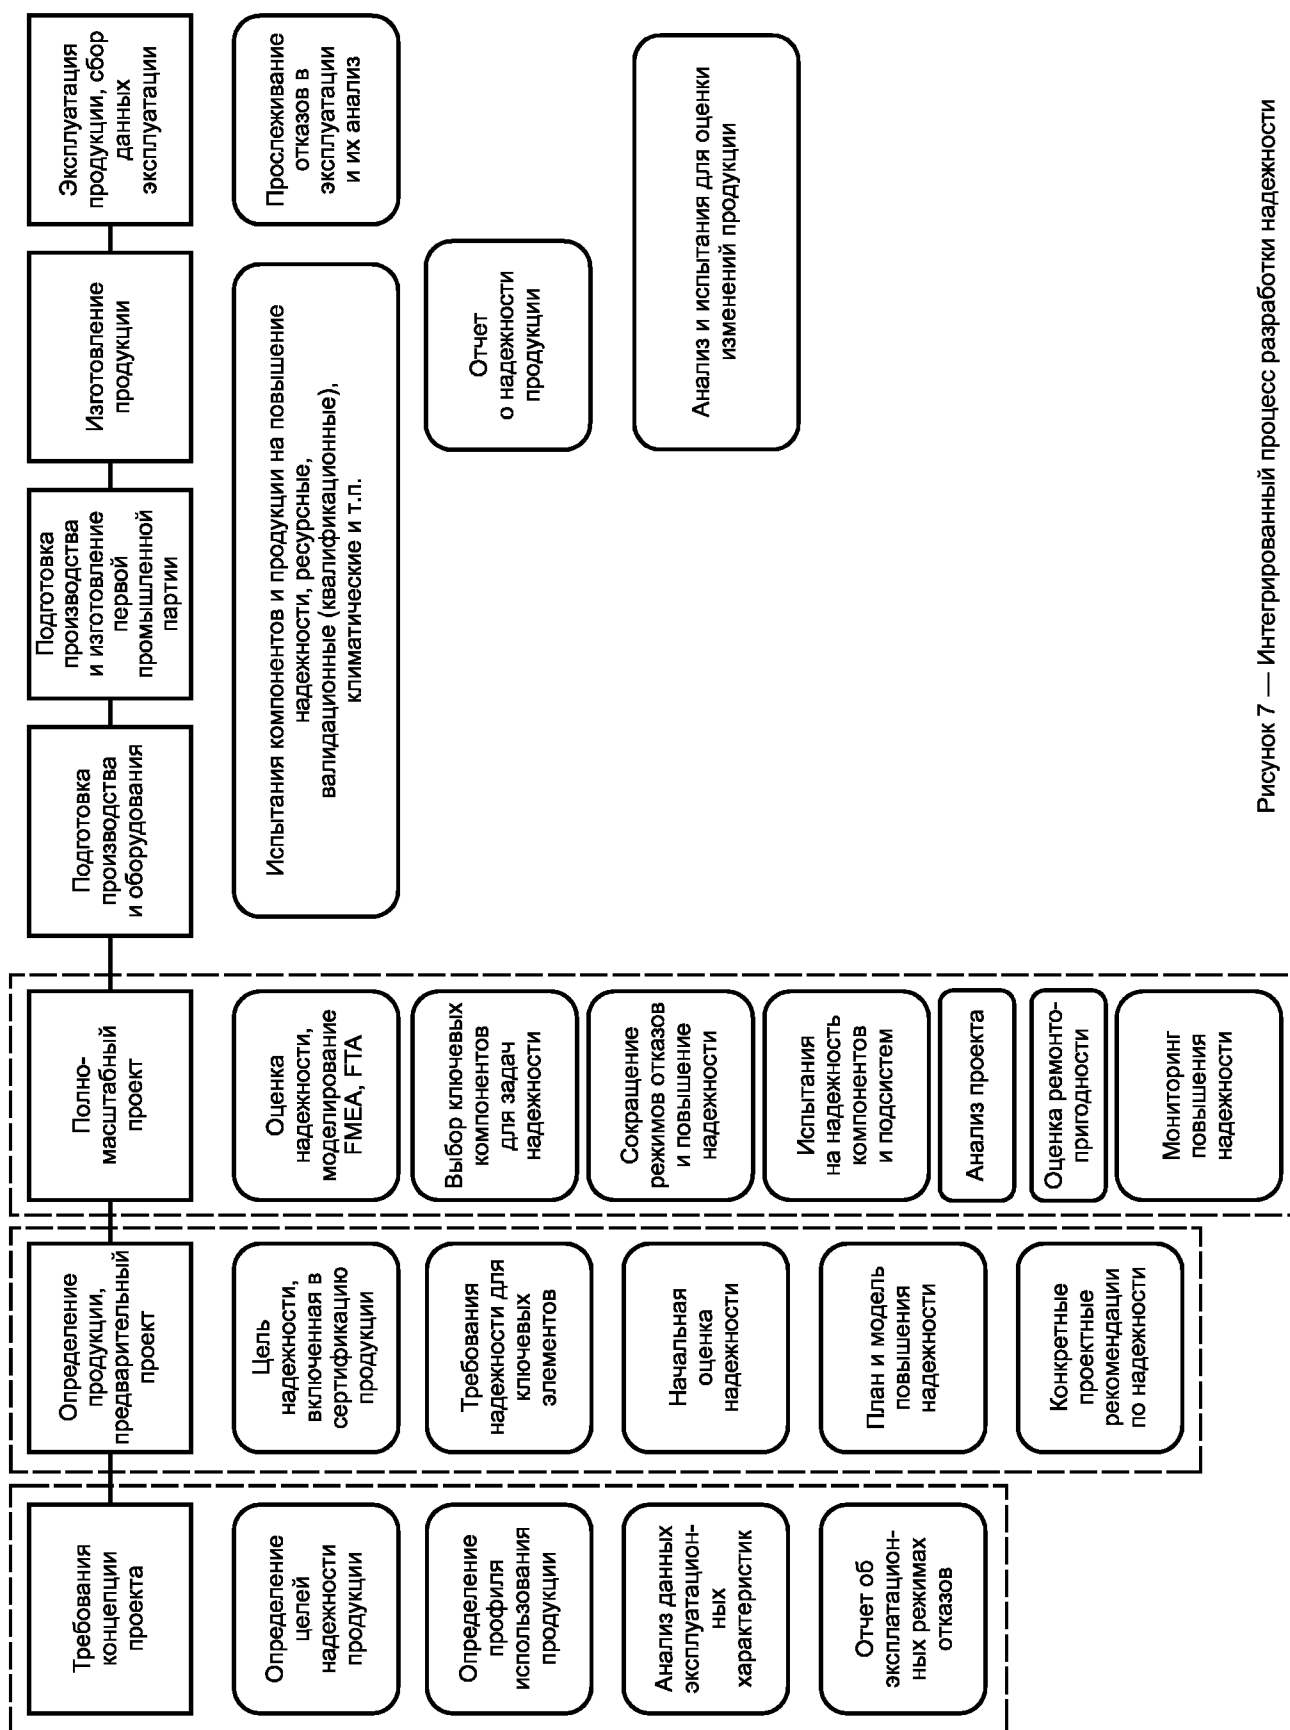 Требования
концепции
проекта
Определение
продукции,
предварительный
проект
Полно-
масштабный
проект
Подготовка
производства
и оборудования
Подготовка
производства
и изготовление
первой
промышленной
партии
Изготовление
продукции
Эксплуатация
продукции, сбор
данных
эксплуатации
Определение
целей
надежности
продукции
Определение
профиля
использования
продукции
Анализ данных
эксплуатацион-
ных
характеристик
Отчет об
эксплатацион-
ных режимах
отказов
Цель
надежности,
включенная в
сертификацию
продукции
Требования
надежности для
ключевых
элементов
Начальная
оценка
надежности
План и модель
повышения
надежности
Конкретные
проектные
рекомендации
по надежности
Оценка
надежности,
моделирование
FMEA, FTA
Выбор ключевых
компонентов
для задач
надежности
Сокращение
режимов отказов
и повышение
надежности
Испытания
на надежность
компонентов
и подсистем
Анализ проекта
Оценка ремонто-
пригодности
Мониторинг
повышения
надежности
Испытания компонентов и продукции на повышение
надежности, ресурсные,
валидационные (квалификационные),
климатические и т.п.
Прослеживание
отказов в
эксплуатации
и их анализ
Отчет
о надежности
продукции
Анализ и испытания для оценки
изменений продукции
Рисунок 7 — Интегрированный процесс разработки надежности